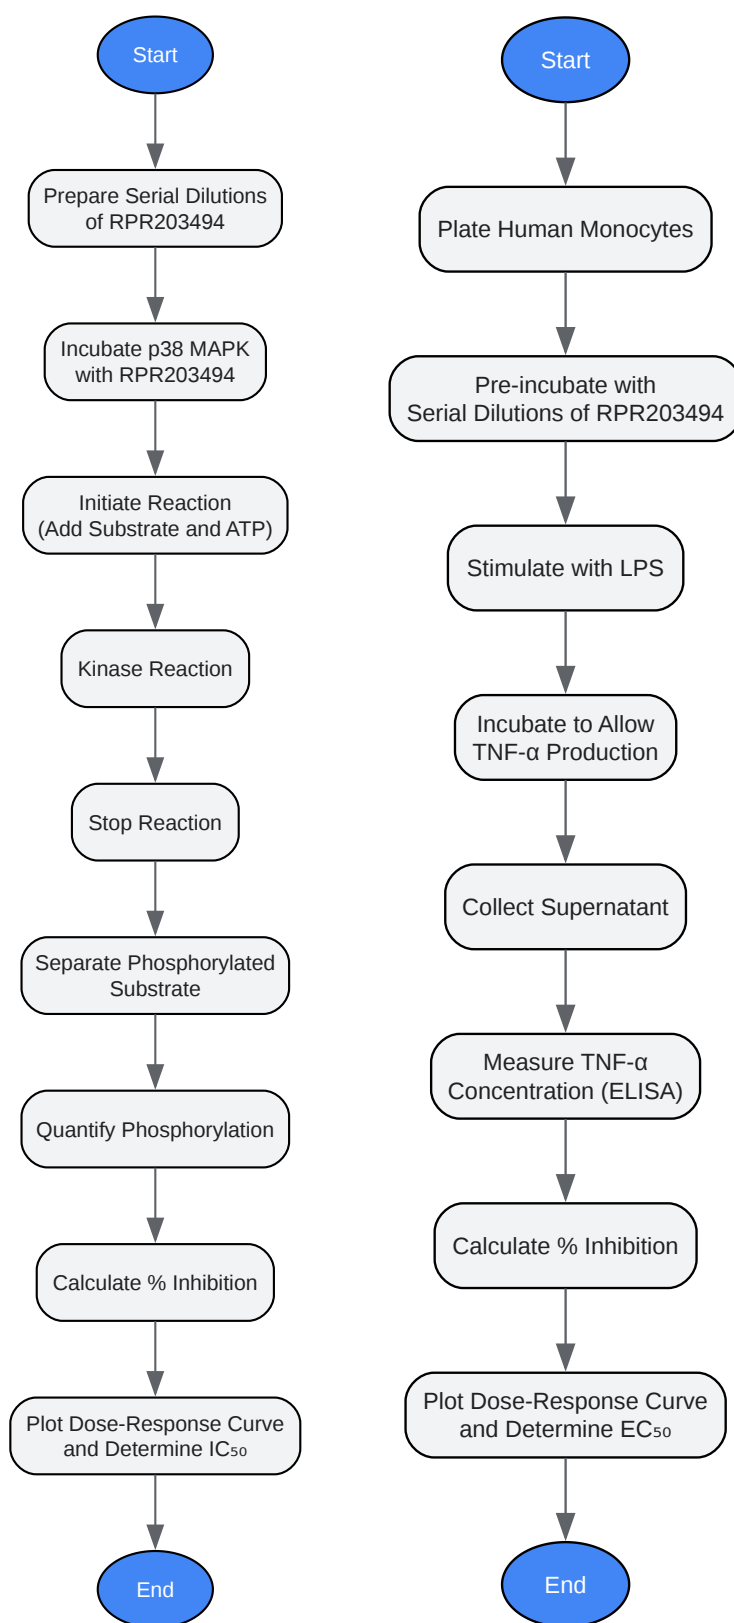 Start
Prepare Serial Dilutions
of RPR203494
Incubate p38 MAPK
with RPR203494
Initiate Reaction
(Add Substrate and ATP)
Kinase Reaction
Stop Reaction
Separate Phosphorylated
Substrate
Quantify Phosphorylation
Calculate % Inhibition
Plot Dose-Response Curve
and Determine IC₅₀
End
Start
Plate Human Monocytes
Pre-incubate with
Serial Dilutions of RPR203494
Stimulate with LPS
Incubate to Allow
TNF-α Production
Collect Supernatant
Measure TNF-α
Concentration (ELISA)
Calculate % Inhibition
Plot Dose-Response Curve
and Determine EC₅₀
End